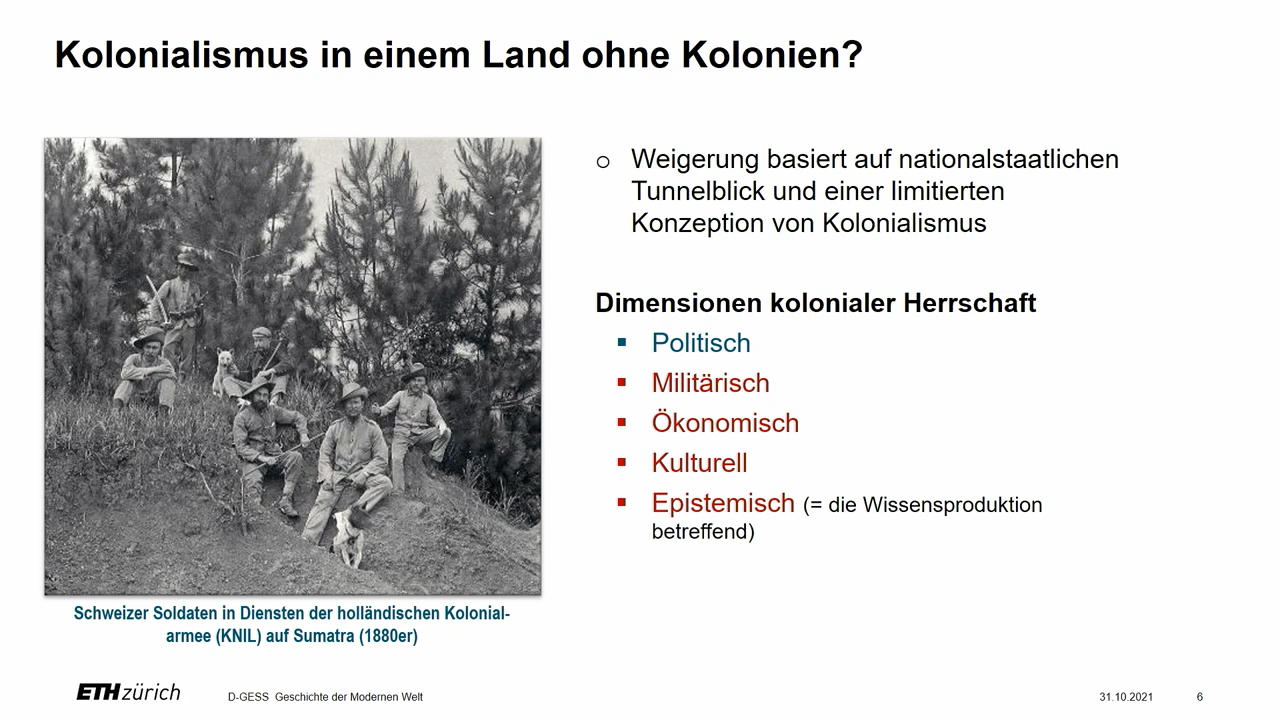 Kolonialismus in einem Land ohne Kolonien?
Weigerung basiert auf nationalstaatlichen
Tunnelblick und einer limitierten
Konzeption von Kolonialismus
Dimensionen kolonialer Herrschaft
Politisch
Militärisch
Ökonomisch
Kulturell
Epistemisch (= die Wissensproduktion
betreffend)
Schweizer Soldaten in Diensten der holländischen Kolonial-
armee (KNIL) auf Sumatra (1880er)
ETH zürich
D-GESS Geschichte der Modernen Welt
31.10.2021
6